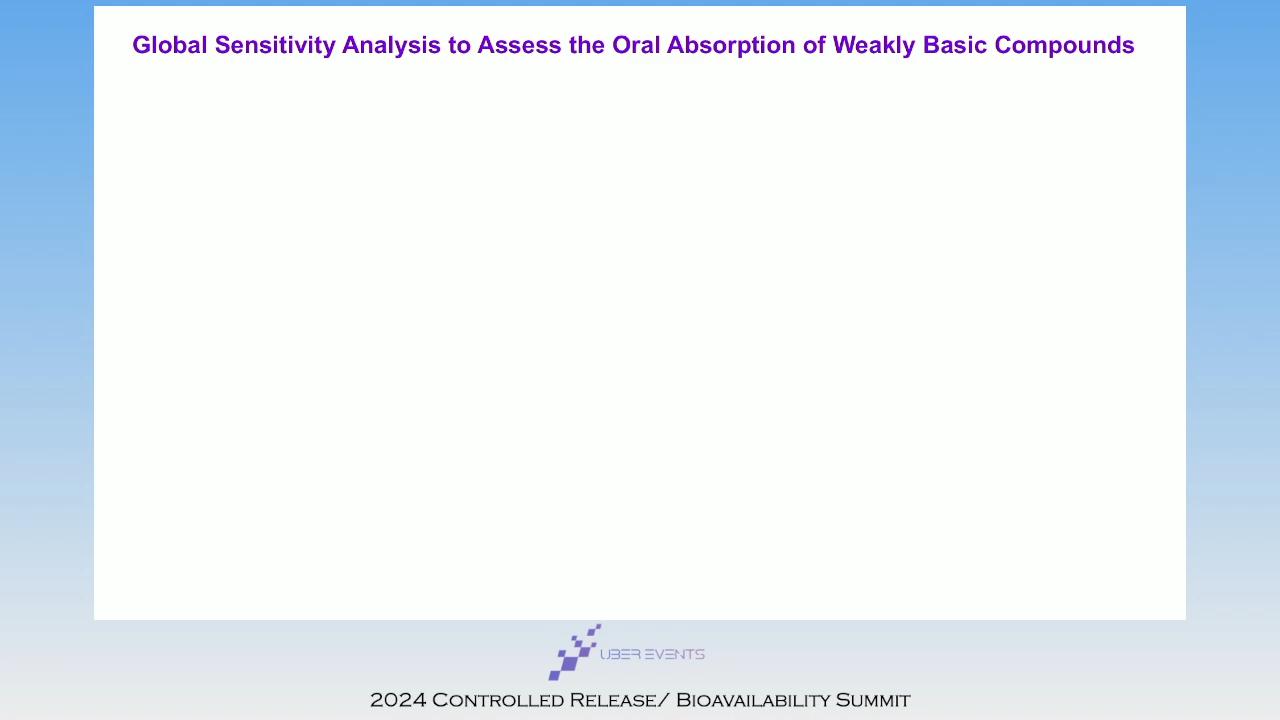 Global Sensitivity Analysis to Assess the Oral Absorption of Weakly Basic Compounds
UBER EVENTS
2024 Controlled Release/ Bioavailability Summit